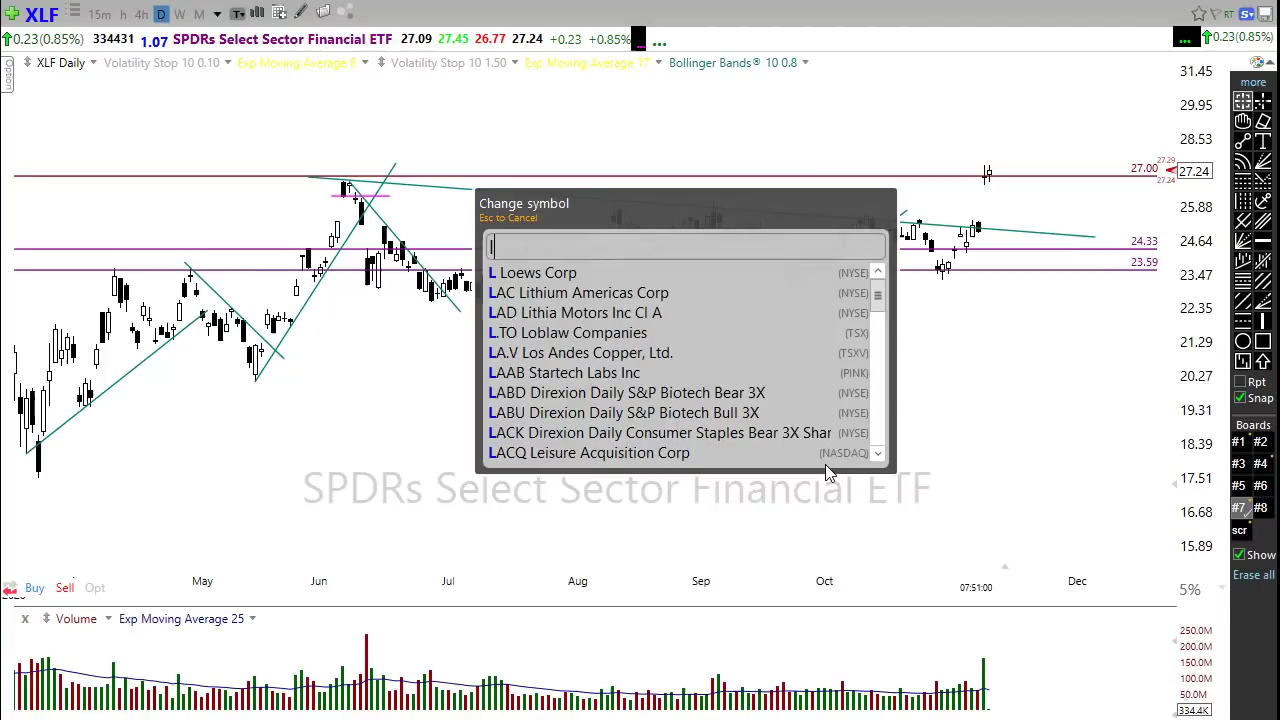 XLF 15m h 4h D W M T
RT S
0.23(0.85%) 334431 1.07 SPDRs Select Sector Financial ETF 27.09 27.45 26.77 27.24 +0.23 +0.85% ... ... 0.23(0.85%)
Option
XLF Daily Volatility Stop 10 0.10 Exp Moving Average 8 Volatility Stop 10 1.50 Exp Moving Average 17 Bollinger Bands® 10 0.8
31.45
29.95
28.53
27.29
27.00
27.24
27.24
25.88
24.33
24.64
23.59
23.47
22.35
21.29
20.27
19.31
18.39
17.51
16.68
15.89
more
Rpt
Snap
Boards
#1 #2
#3 #4
#5 #6
#7 #8
scr
Show
Erase all
Change symbol
Esc to Cancel
l
L Loews Corp (NYSE)
LAC Lithium Americas Corp (NYSE)
LAD Lithia Motors Inc Cl A (NYSE)
L.TO Loblaw Companies (TSX)
LA.V Los Andes Copper, Ltd. (TSXV)
LAAB Startech Labs Inc (PINK)
LABD Direxion Daily S&P Biotech Bear 3X (NYSE)
LABU Direxion Daily S&P Biotech Bull 3X (NYSE)
LACK Direxion Daily Consumer Staples Bear 3X Shar (NYSE)
LACQ Leisure Acquisition Corp (NASDAQ)
SPDRs Select Sector Financial ETF
May Jun Jul Aug Sep Oct Dec
Buy Sell Opt 07:51:00 5%
X Volume Exp Moving Average 25
250.0M
200.0M
150.0M
100.0M
50.0M
334.4K